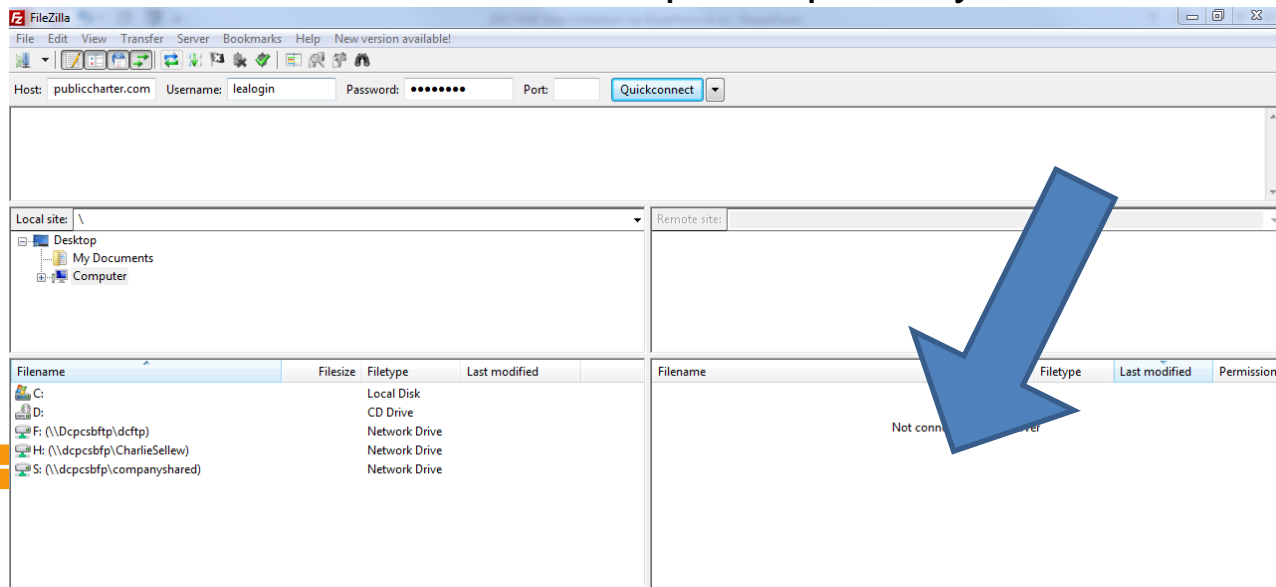 FileZilla
File Edit View Transfer Server Bookmarks Help New version available!
Host: publiccharter.com Username: lealogin Password: ●●●●●●●● Port: Quickconnect
Local site: \
Remote site:
Desktop
My Documents
Computer
Filename Filesize Filetype Last modified
Filename Filetype Last modified Permission
C: Local Disk
D: CD Drive
F: (\\Dcpcsbftp\dcftp) Network Drive
Not
H: (\\dcpcsbfp\CharlieSellew) Network Drive
S: (\\dcpcsbfp\companyshared) Network Drive